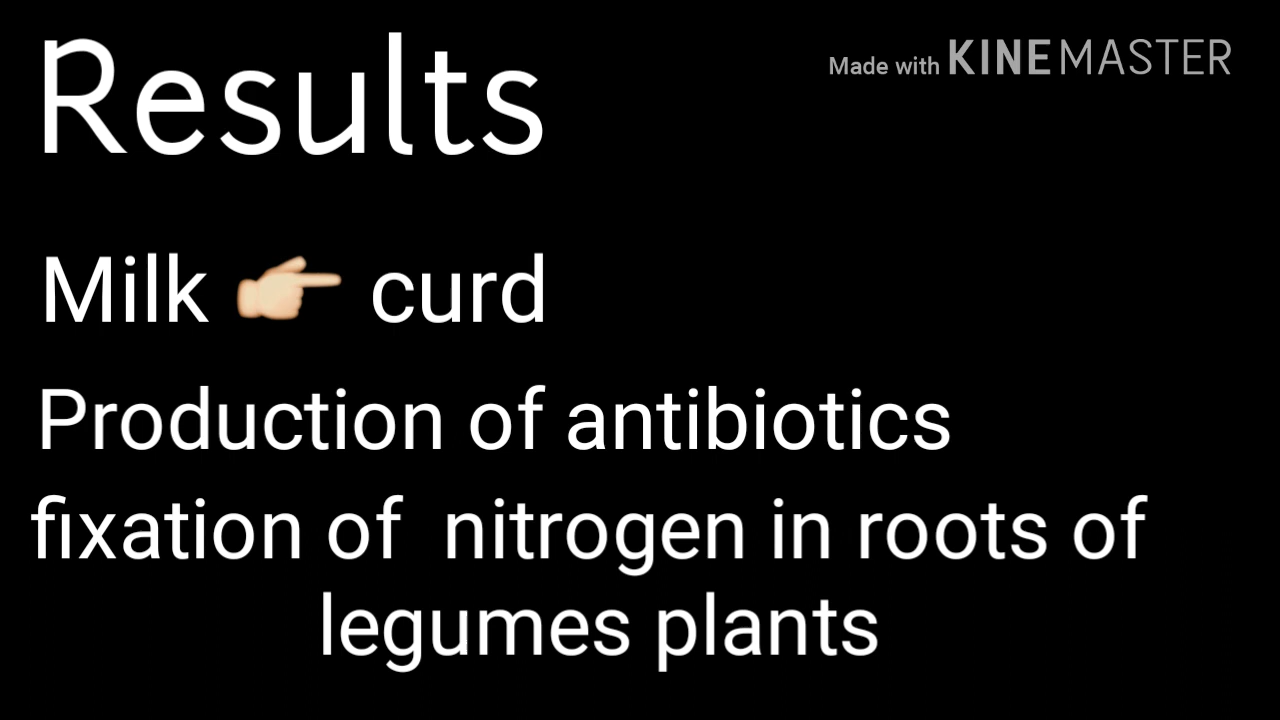 Results
Made with KINEMASTER
Milk 👉🏼 curd
Production of antibiotics
fixation of nitrogen in roots of
legumes plants